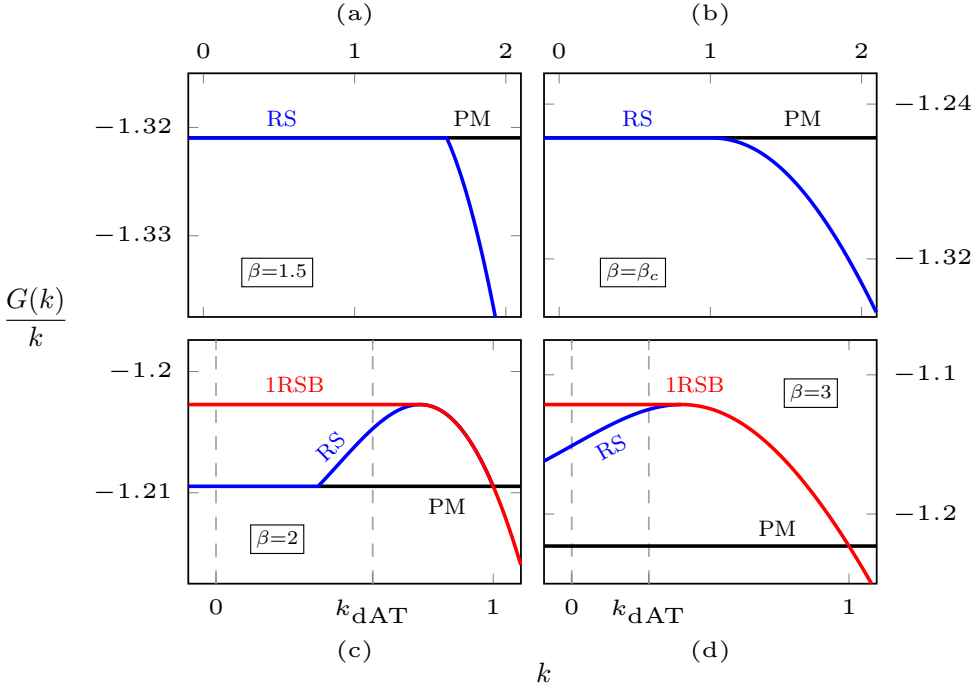 (a) (b)
0 1 2 0 1 2
RS PM RS PM
−1.32 −1.24
−1.33 −1.32
β=1.5 β=βc
G(k)
k
1RSB 1RSB
−1.2 −1.1
RS RS
β=3
−1.21 −1.2
PM PM
β=2
0 kdAT 1 0 kdAT 1
(c) (d)
k